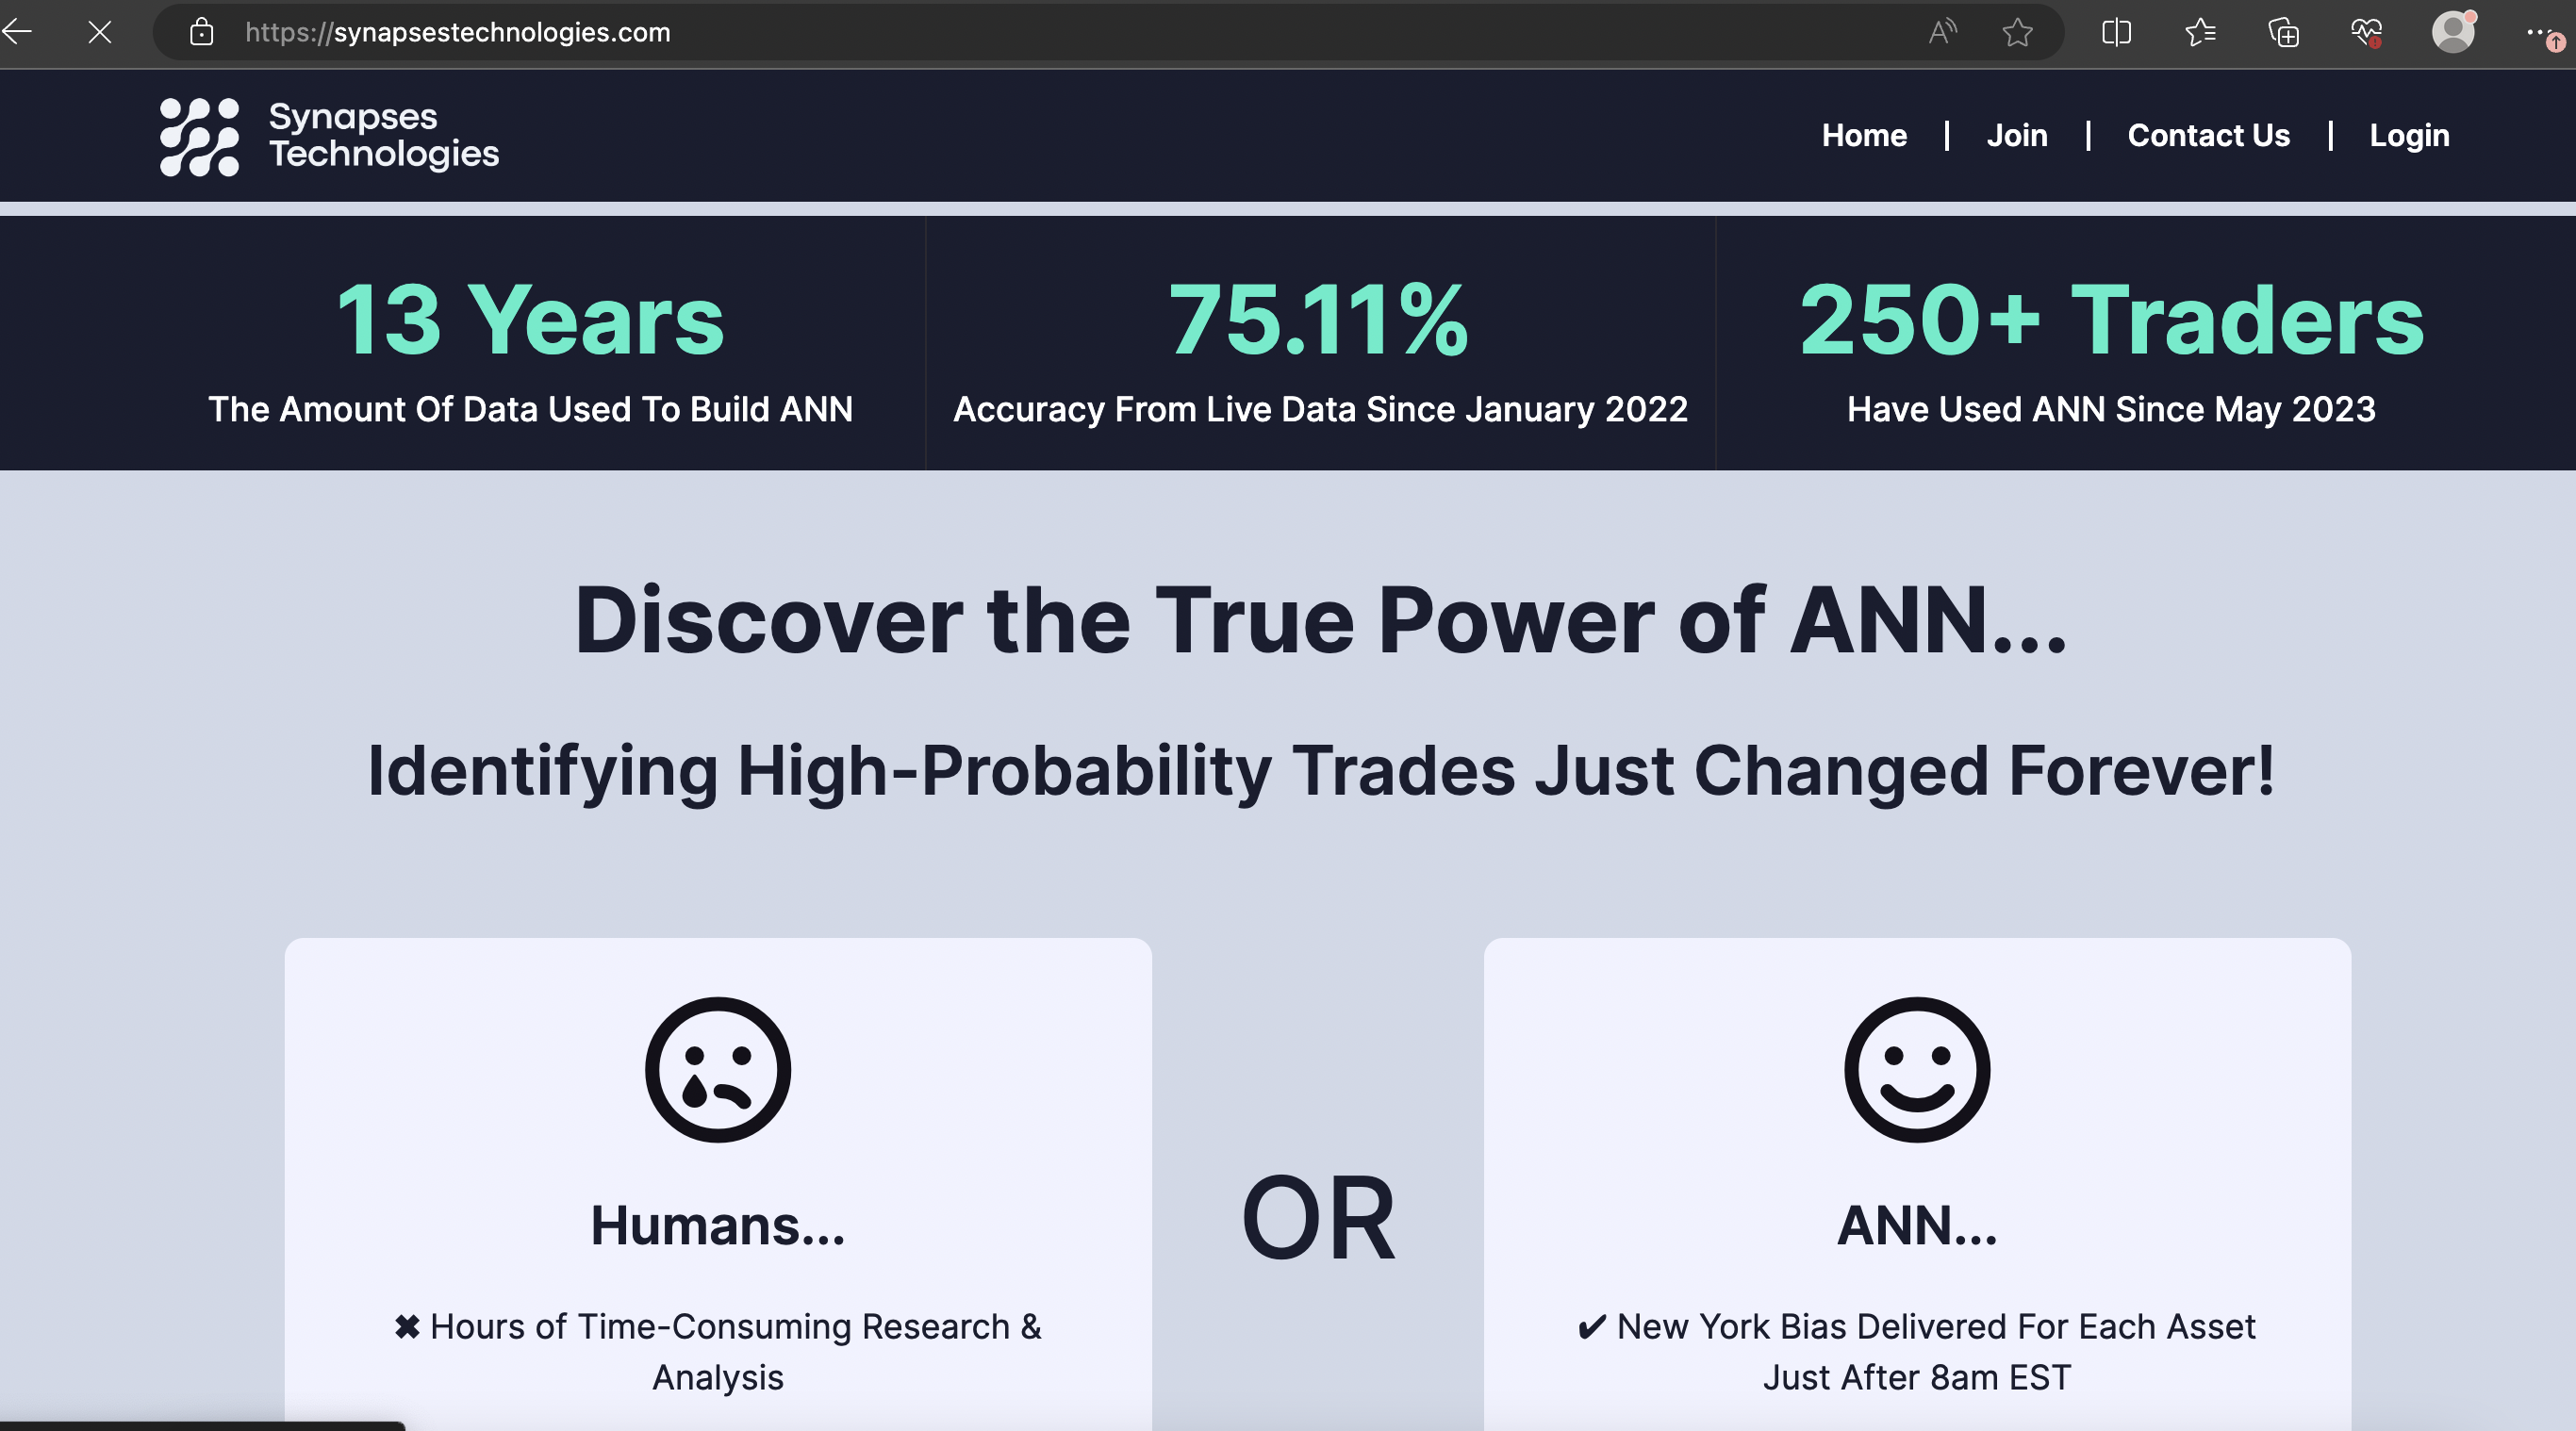 https://synapsestechnologies.com
Synapses
Technologies
Home | Join | Contact Us | Login
13 Years
The Amount Of Data Used To Build ANN
75.11%
Accuracy From Live Data Since January 2022
250+ Traders
Have Used ANN Since May 2023
Discover the True Power of ANN...
Identifying High-Probability Trades Just Changed Forever!
Humans...
✖ Hours of Time-Consuming Research &
Analysis
OR
ANN...
✔ New York Bias Delivered For Each Asset
Just After 8am EST